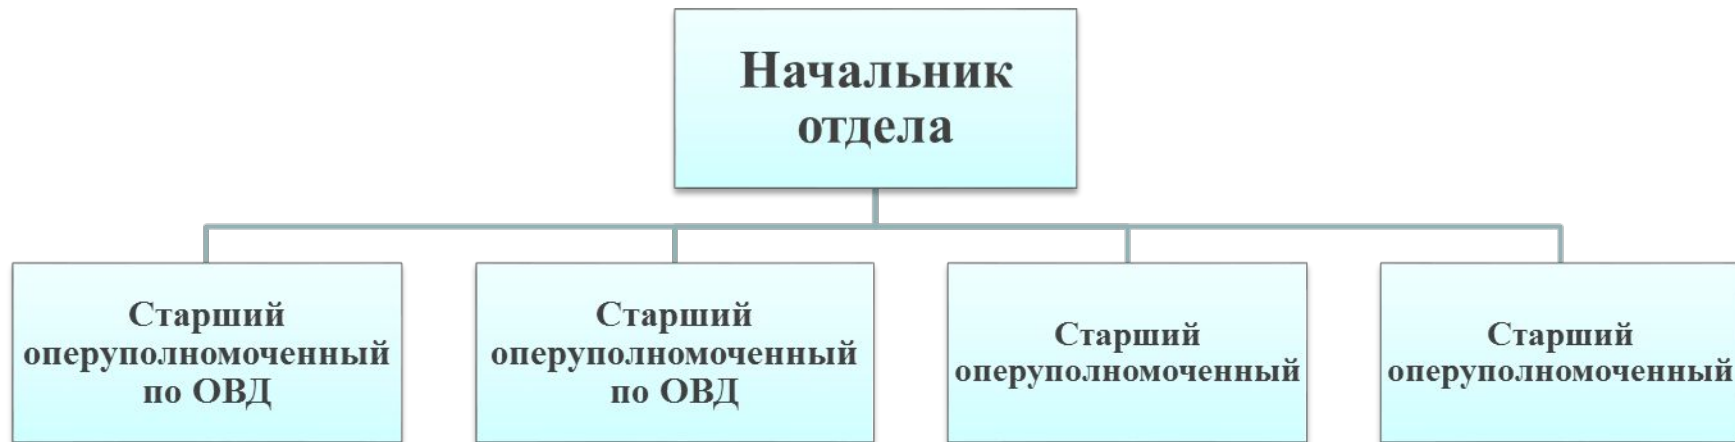 Начальник
отдела
Старший
оперуполномоченный
по ОВД
Старший
оперуполномоченный
по ОВД
Старший
оперуполномоченный
Старший
оперуполномоченный